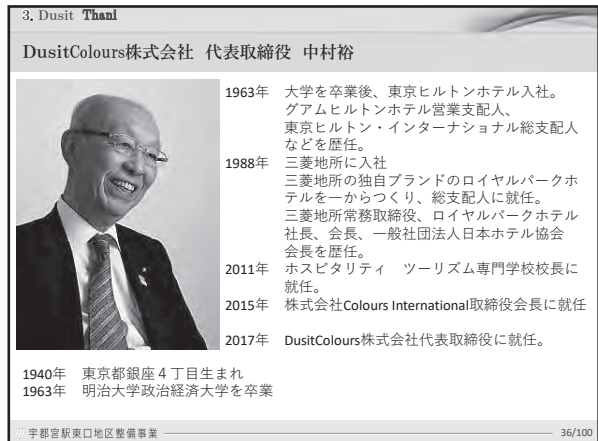 3. Dusit Thani
DusitColours株式会社 代表取締役 中村裕
1963年 大学を卒業後、東京ヒルトンホテル入社。
グアムヒルトンホテル営業支配人、
東京ヒルトン・インターナショナル総支配人
などを歴任。
1988年 三菱地所に入社
三菱地所の独自ブランドのロイヤルパークホ
テルを一からつくり、総支配人に就任。
三菱地所常務取締役、ロイヤルパークホテル
社長、会長、一般社団法人日本ホテル協会
会長を歴任。
2011年 ホスピタリティ ツーリズム専門学校校長に
就任。
2015年 株式会社Colours International取締役会長に就任
2017年 DusitColours株式会社代表取締役に就任。
1940年 東京都銀座４丁目生まれ
1963年 明治大学政治経済大学を卒業
宇都宮駅東口地区整備事業 36/100